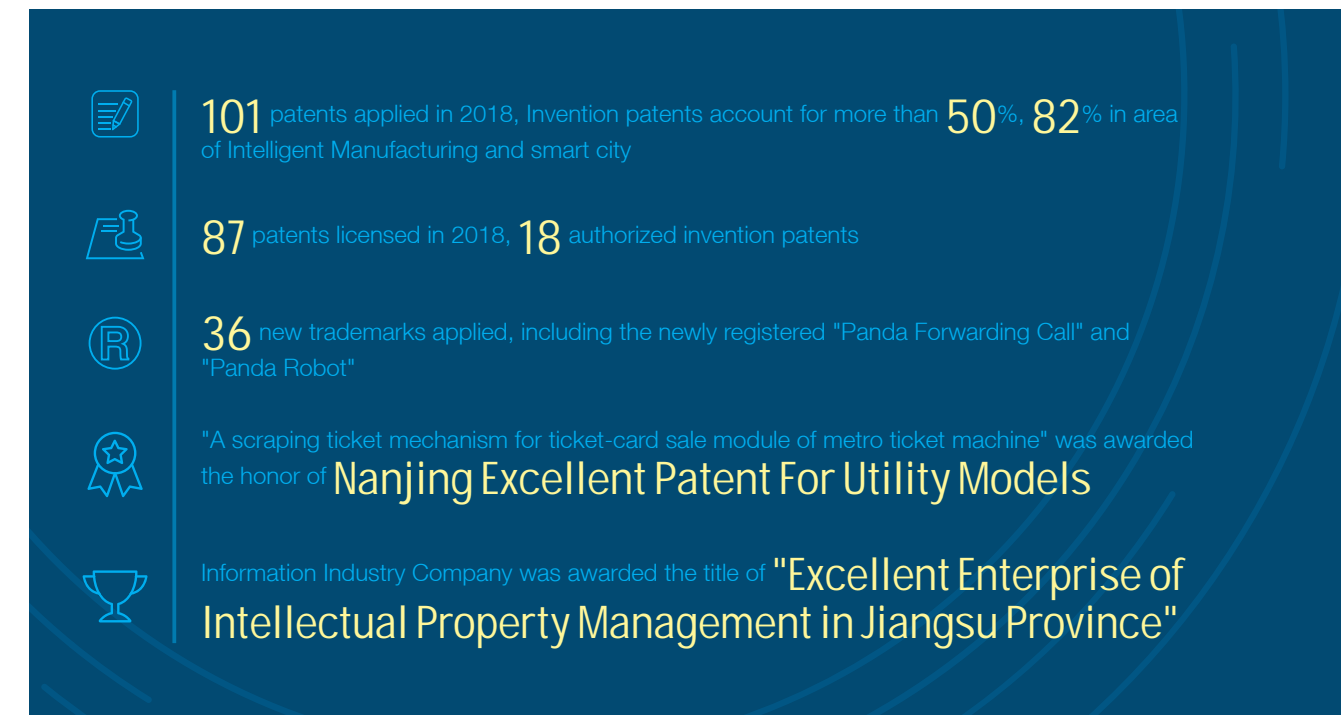 101 patents applied in 2018, Invention patents account for more than 50%, 82% in area
of Intelligent Manufacturing and smart city
87 patents licensed in 2018, 18 authorized invention patents
R
36 new trademarks applied, including the newly registered "Panda Forwarding Call" and
"Panda Robot"
"A scraping ticket mechanism for ticket-card sale module of metro ticket machine" was awarded
the honor of Nanjing Excellent Patent For Utility Models
Information Industry Company was awarded the title of "Excellent Enterprise of
Intellectual Property Management in Jiangsu Province"